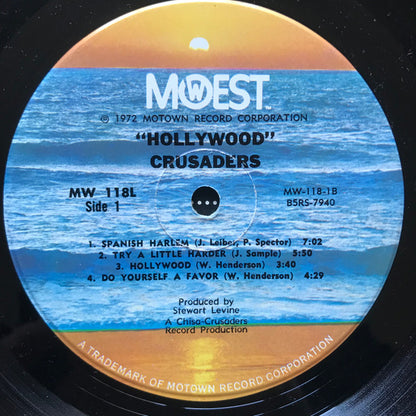 MOWEST™
© 1972 MOTOWN RECORD CORPORATION
"HOLLYWOOD"
CRUSADERS
MW 118L
Side 1
MW-118-1B
B5RS-7940
1. SPANISH HARLEM (J. Leiber, P. Spector) 7:02
2. TRY A LITTLE HARDER (J. Sample) 5:50
3. HOLLYWOOD (W. Henderson) 3:40
4. DO YOURSELF A FAVOR (W. Henderson) 4:29
Produced by
Stewart Levine
A Chisa-Crusaders
Record Production
A TRADEMARK OF MOTOWN RECORD CORPORATION